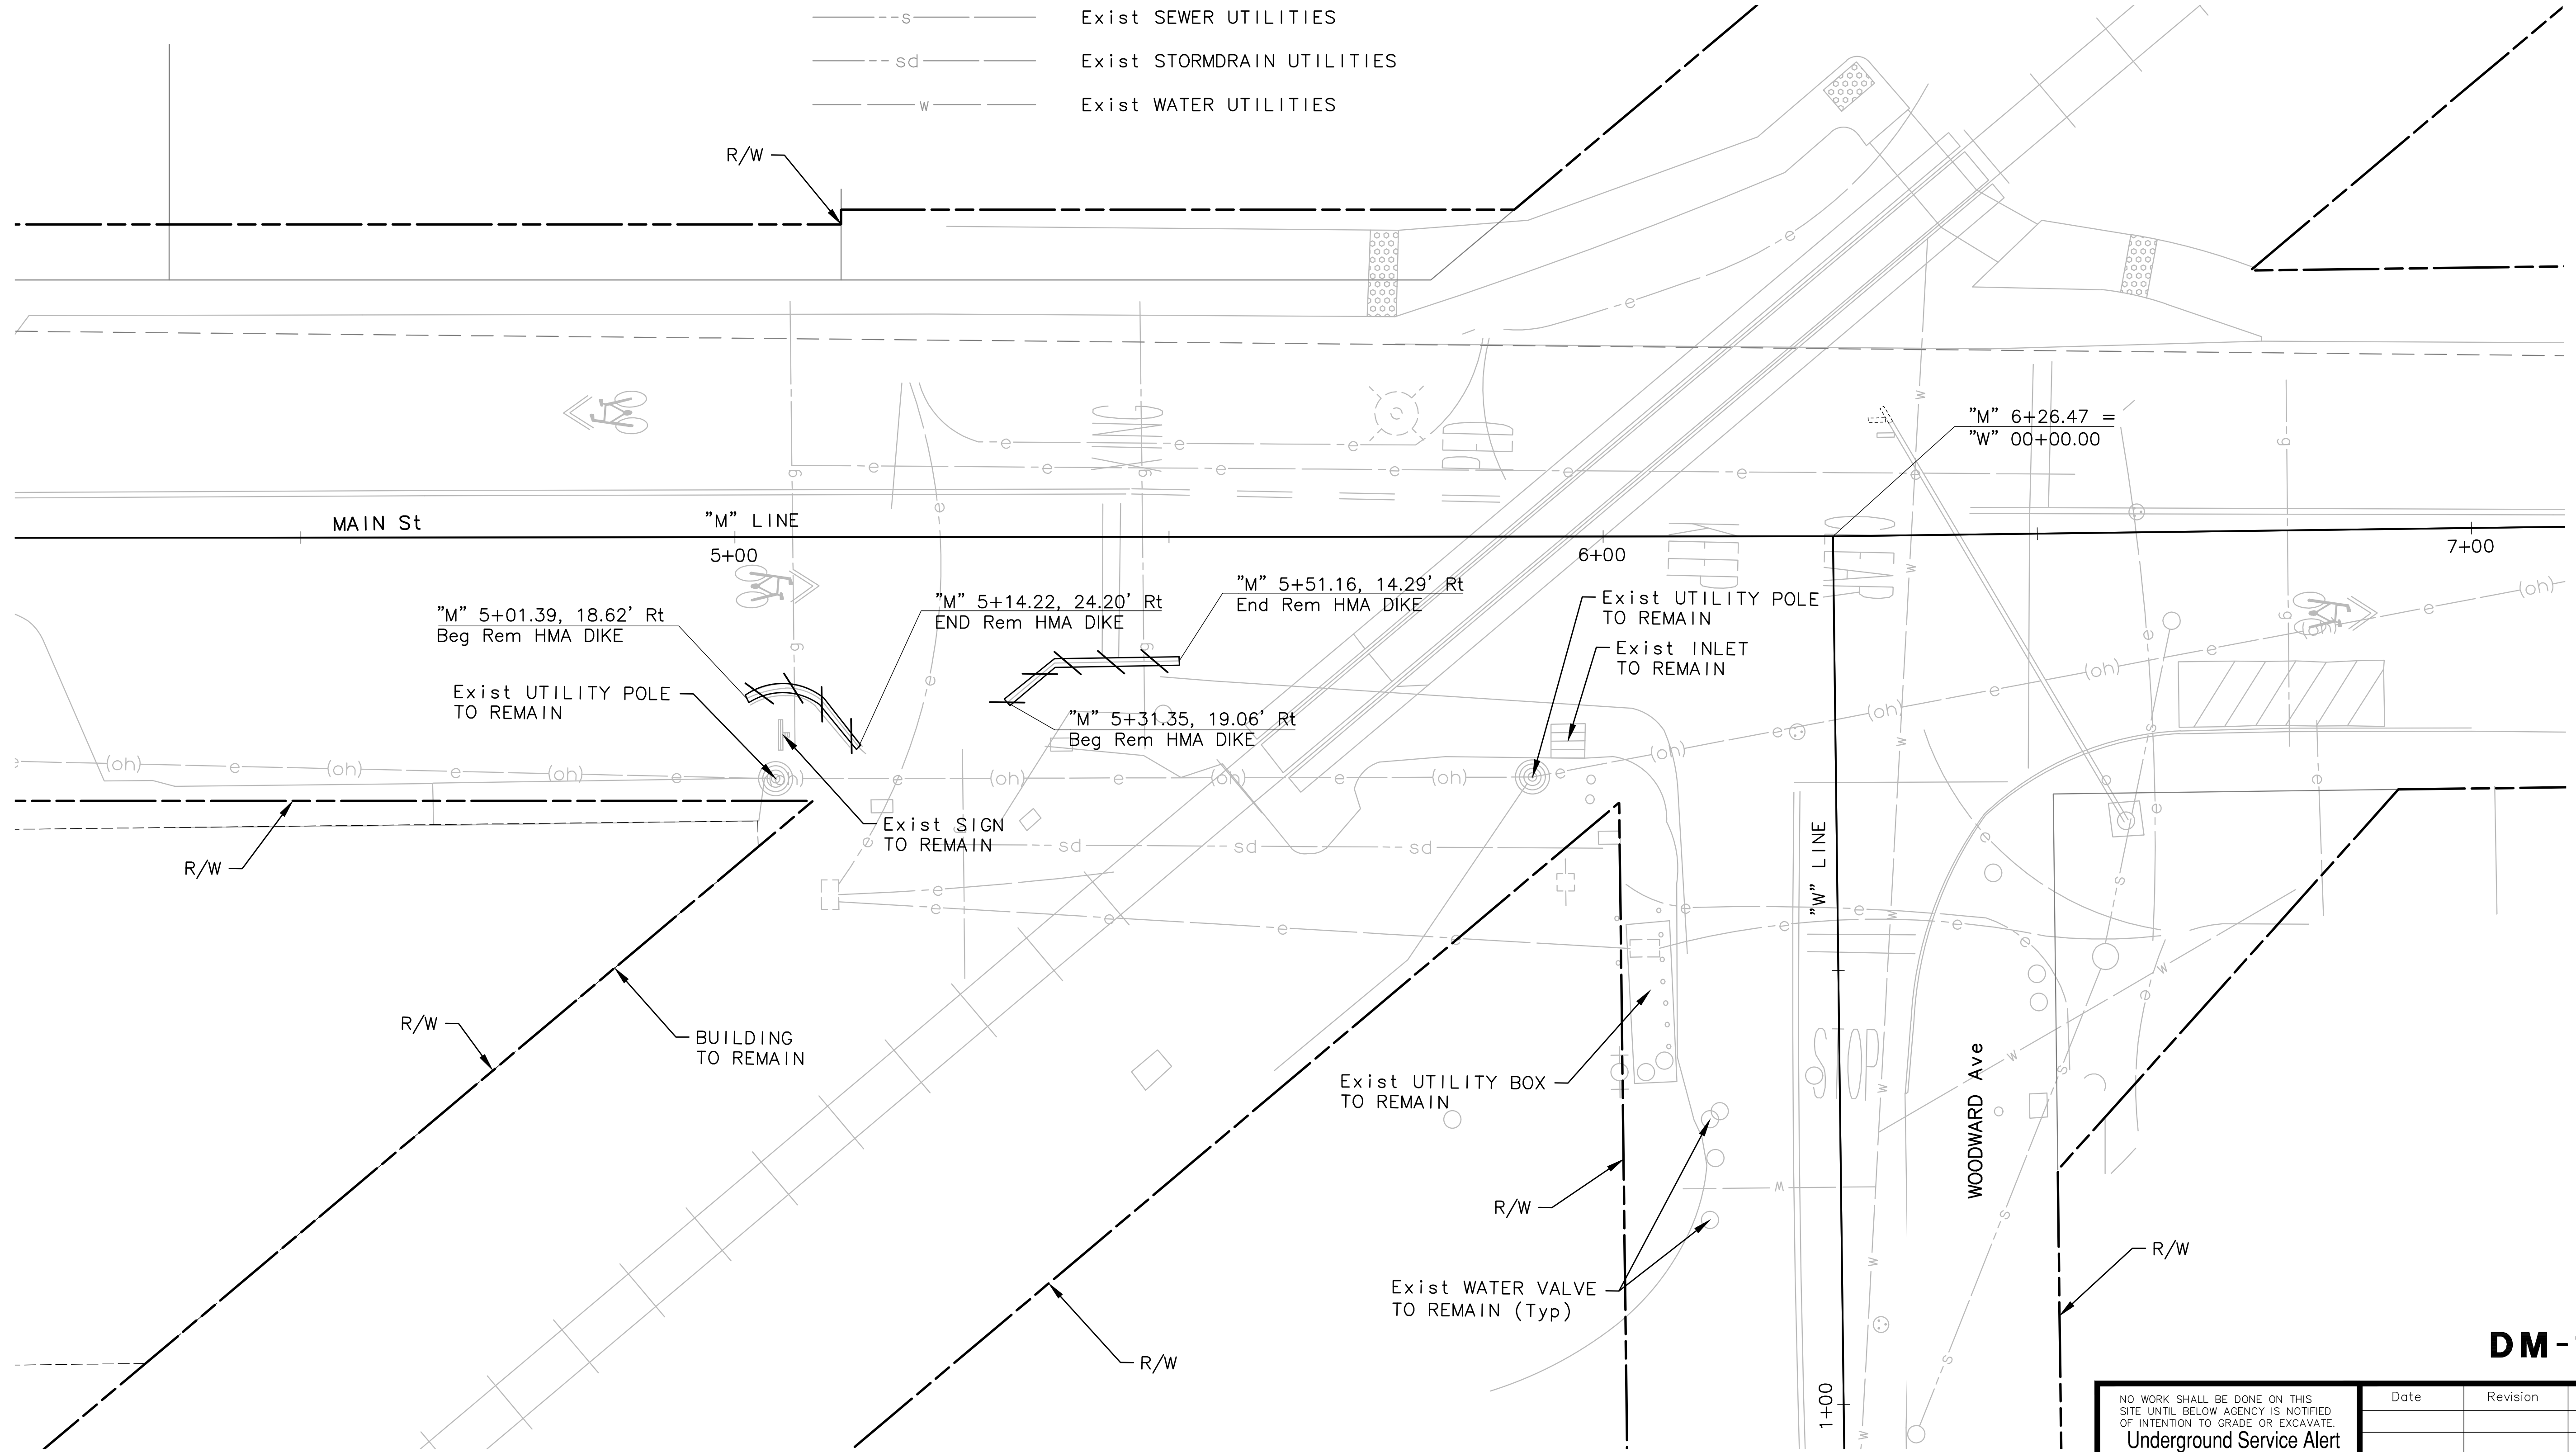 s Exist SEWER UTILITIES
sd Exist STORMDRAIN UTILITIES
w Exist WATER UTILITIES
R/W
"M" 6+26.47 =
"W" 00+00.00
MAIN St
"M" LINE
5+00
6+00
7+00
"M" 5+01.39, 18.62' Rt
Beg Rem HMA DIKE
"M" 5+14.22, 24.20' Rt
END Rem HMA DIKE
"M" 5+51.16, 14.29' Rt
End Rem HMA DIKE
Exist UTILITY POLE
TO REMAIN
Exist INLET
TO REMAIN
Exist UTILITY POLE
TO REMAIN
"M" 5+31.35, 19.06' Rt
Beg Rem HMA DIKE
Exist SIGN
TO REMAIN
R/W
"W" LINE
R/W
BUILDING
TO REMAIN
STOP
WOODWARD Ave
Exist UTILITY BOX
TO REMAIN
R/W
R/W
Exist WATER VALVE
TO REMAIN (Typ)
R/W
1+00
DM-
NO WORK SHALL BE DONE ON THIS
SITE UNTIL BELOW AGENCY IS NOTIFIED
OF INTENTION TO GRADE OR EXCAVATE.
Underground Service Alert
Date
Revision